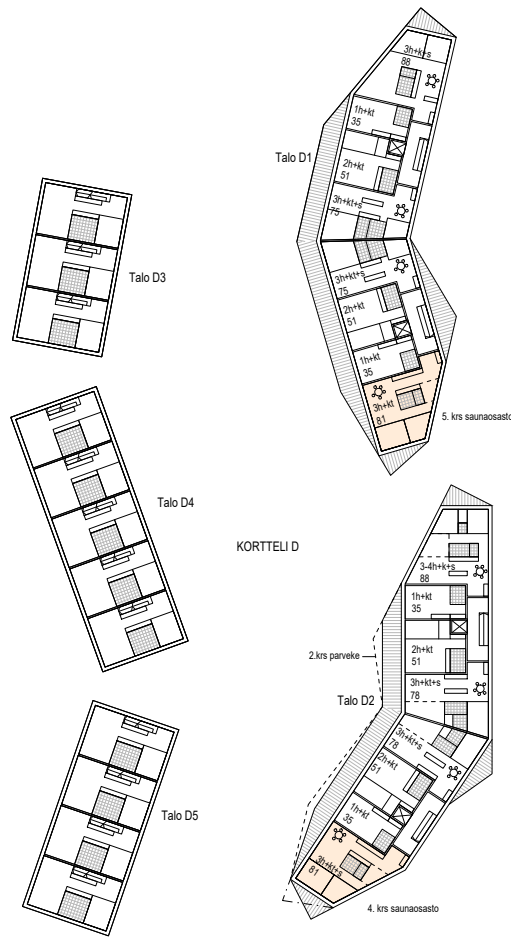 3h+k+s
88
1h+kt
35
Talo D1
2h+kt
51
3h+kt+s
75
3h+kt+s
75
2h+kt
51
1h+kt
35
3h+kt
81
5. krs saunaosasto
Talo D3
Talo D4
KORTTELI D
3-4h+k+s
88
1h+kt
35
2h+kt
51
2.krs parveke
3h+kt+s
78
Talo D2
3h+kt+s
78
2h+kt
51
1h+kt
35
3h+kt+s
81
4. krs saunaosasto
Talo D5